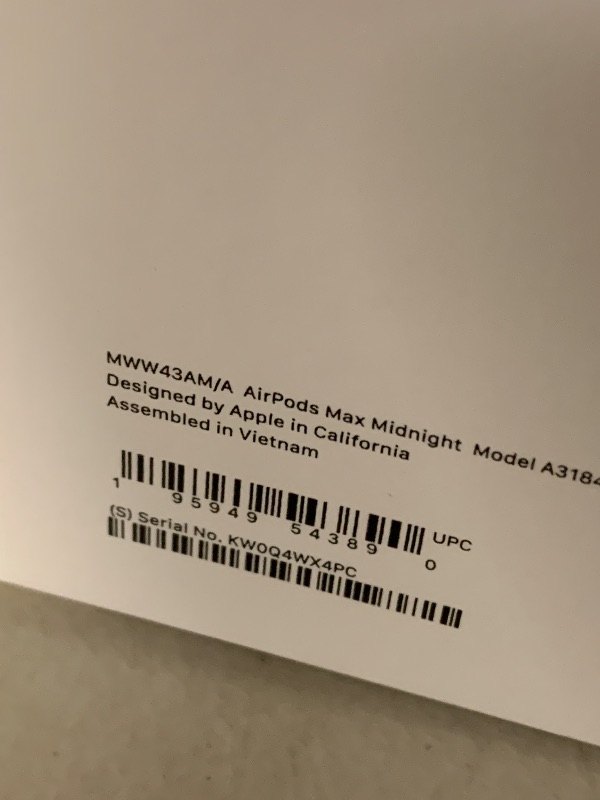 MWW43AM/A AirPods Max Midnight Model A3184
Designed by Apple in California
Assembled in Vietnam
1 95949 54389 0 UPC
(S) Serial No. KW0Q4WX4PC